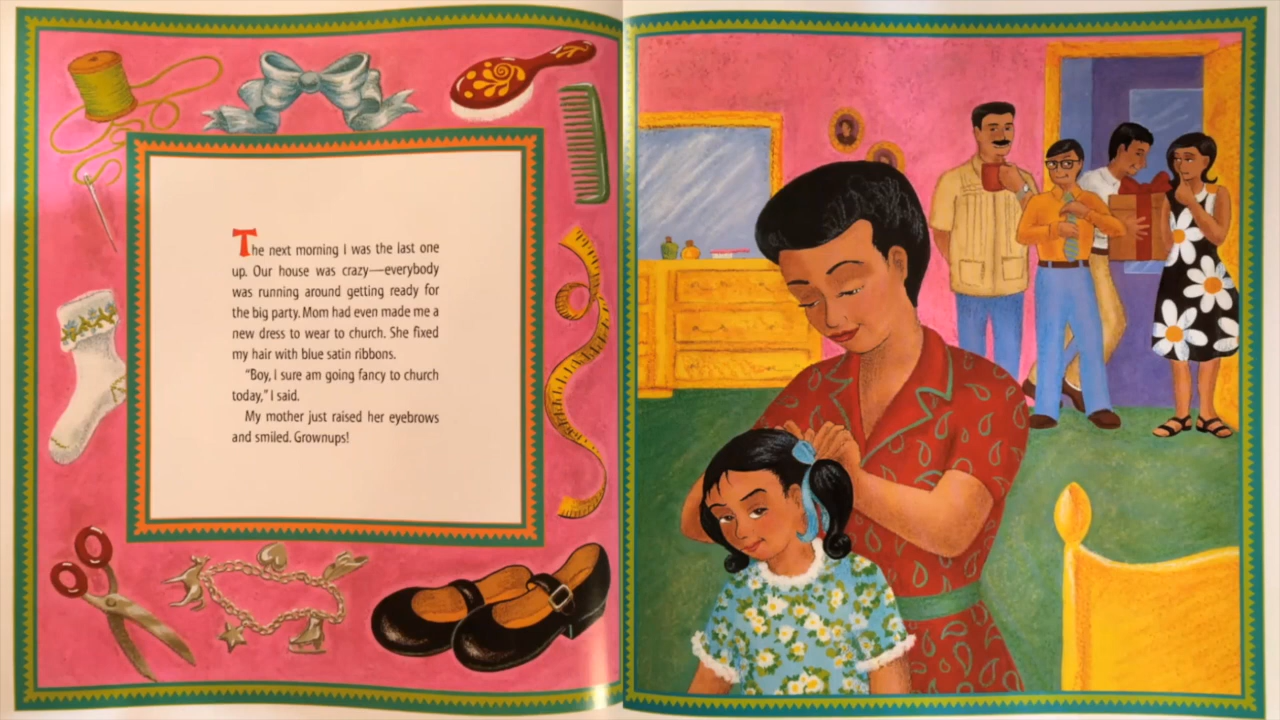 The next morning I was the last one
up. Our house was crazy—everybody
was running around getting ready for
the big party. Mom had even made me a
new dress to wear to church. She fixed
my hair with blue satin ribbons.
"Boy, I sure am going fancy to church
today," I said.
My mother just raised her eyebrows
and smiled. Grownups!